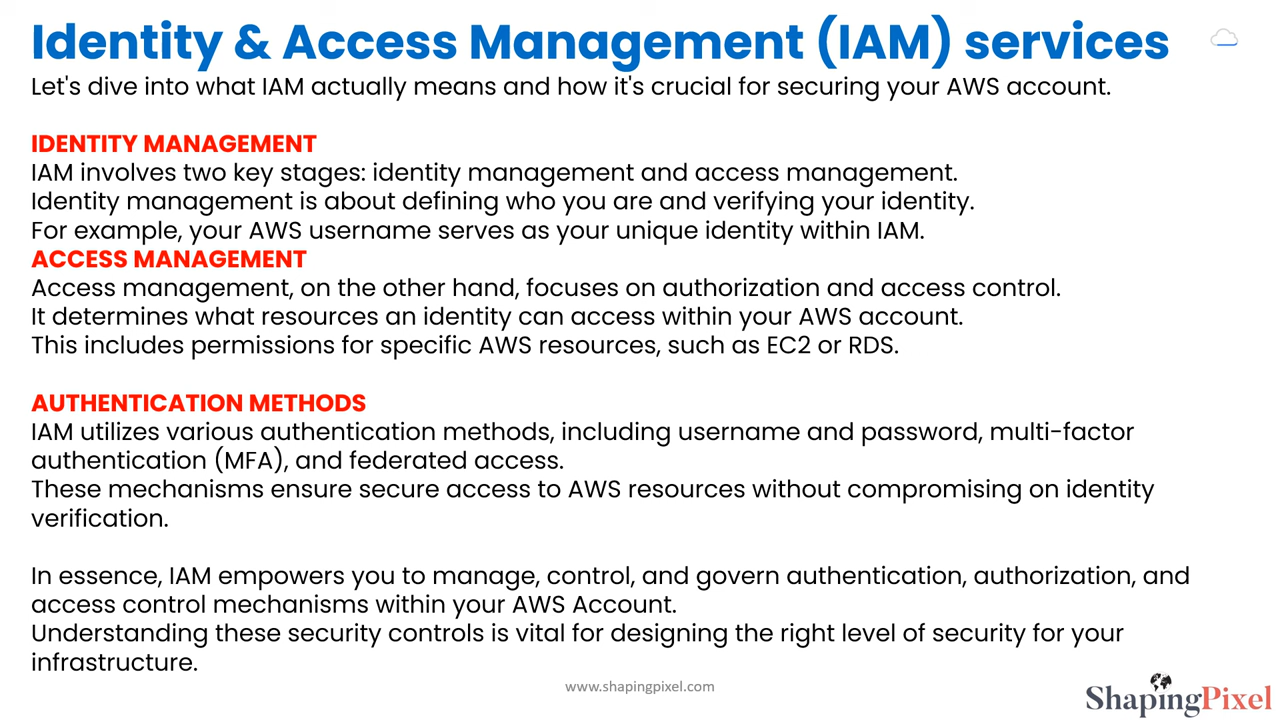 Identity & Access Management (IAM) services
Let's dive into what IAM actually means and how it's crucial for securing your AWS account.
IDENTITY MANAGEMENT
IAM involves two key stages: identity management and access management.
Identity management is about defining who you are and verifying your identity.
For example, your AWS username serves as your unique identity within IAM.
ACCESS MANAGEMENT
Access management, on the other hand, focuses on authorization and access control.
It determines what resources an identity can access within your AWS account.
This includes permissions for specific AWS resources, such as EC2 or RDS.
AUTHENTICATION METHODS
IAM utilizes various authentication methods, including username and password, multi-factor
authentication (MFA), and federated access.
These mechanisms ensure secure access to AWS resources without compromising on identity
verification.
In essence, IAM empowers you to manage, control, and govern authentication, authorization, and
access control mechanisms within your AWS Account.
Understanding these security controls is vital for designing the right level of security for your
infrastructure.
www.shapingpixel.com
ShapingPixel